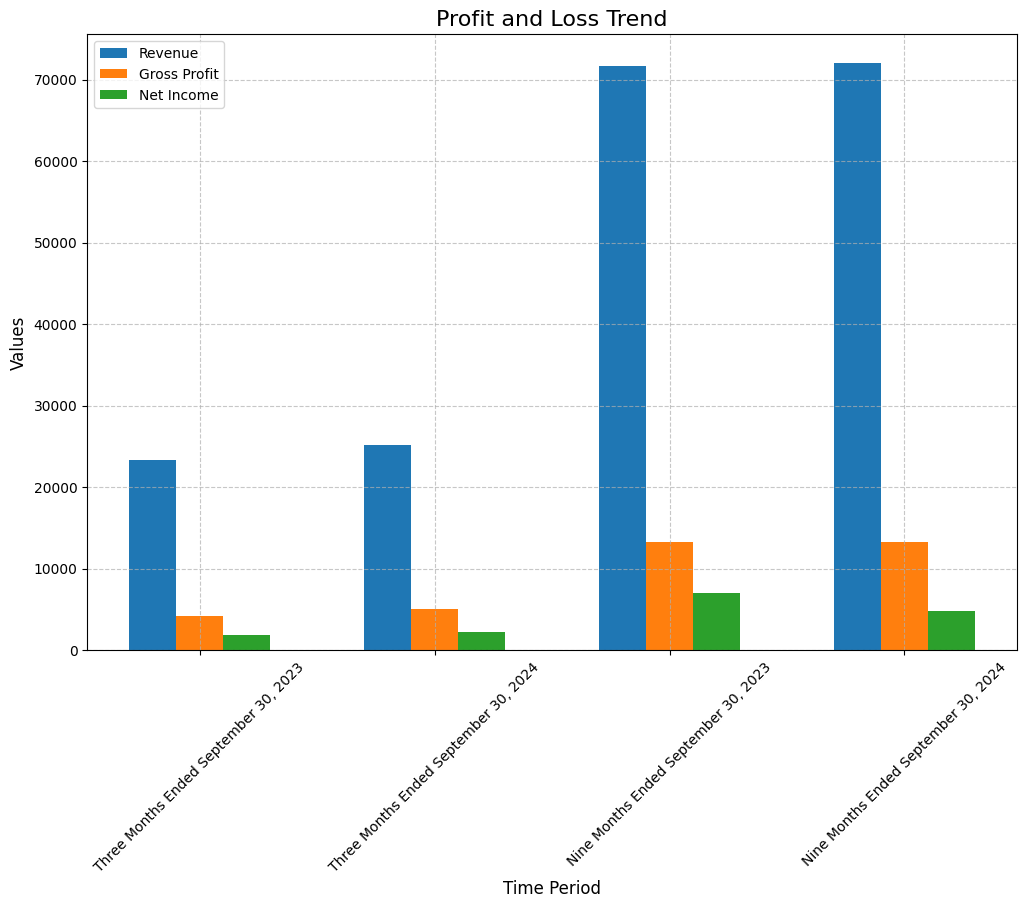 Profit and Loss Trend
Revenue
Gross Profit
Net Income
Values
70000
60000
50000
40000
30000
20000
10000
0
Three Months Ended September 30, 2023
Three Months Ended September 30, 2024
Nine Months Ended September 30, 2023
Nine Months Ended September 30, 2024
Time Period